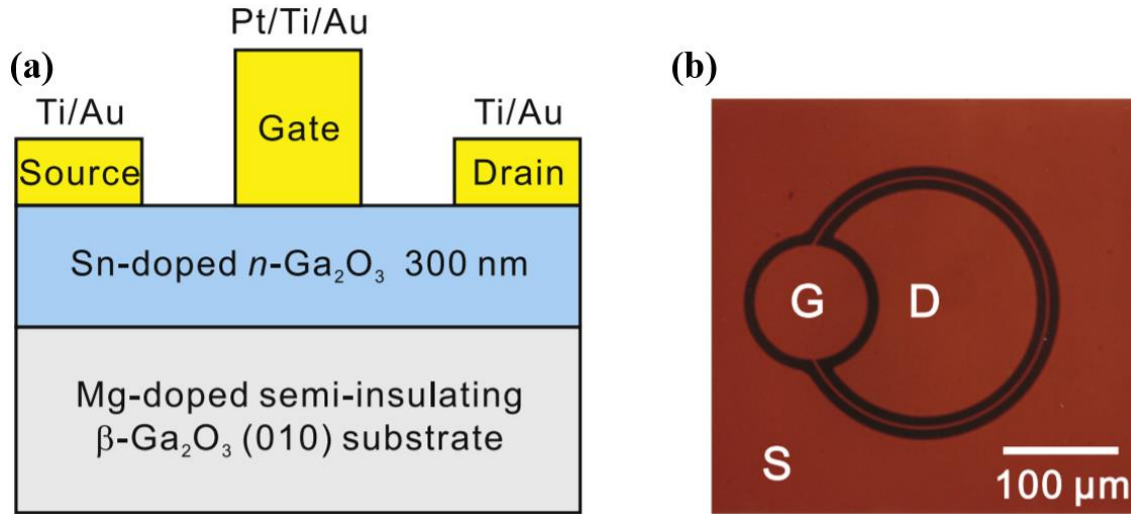 (a)
Pt/Ti/Au
Ti/Au
Gate
Ti/Au
Source
Drain
Sn-doped n-Ga₂O₃ 300 nm
Mg-doped semi-insulating
β-Ga₂O₃ (010) substrate
(b)
G
D
S
100 μm